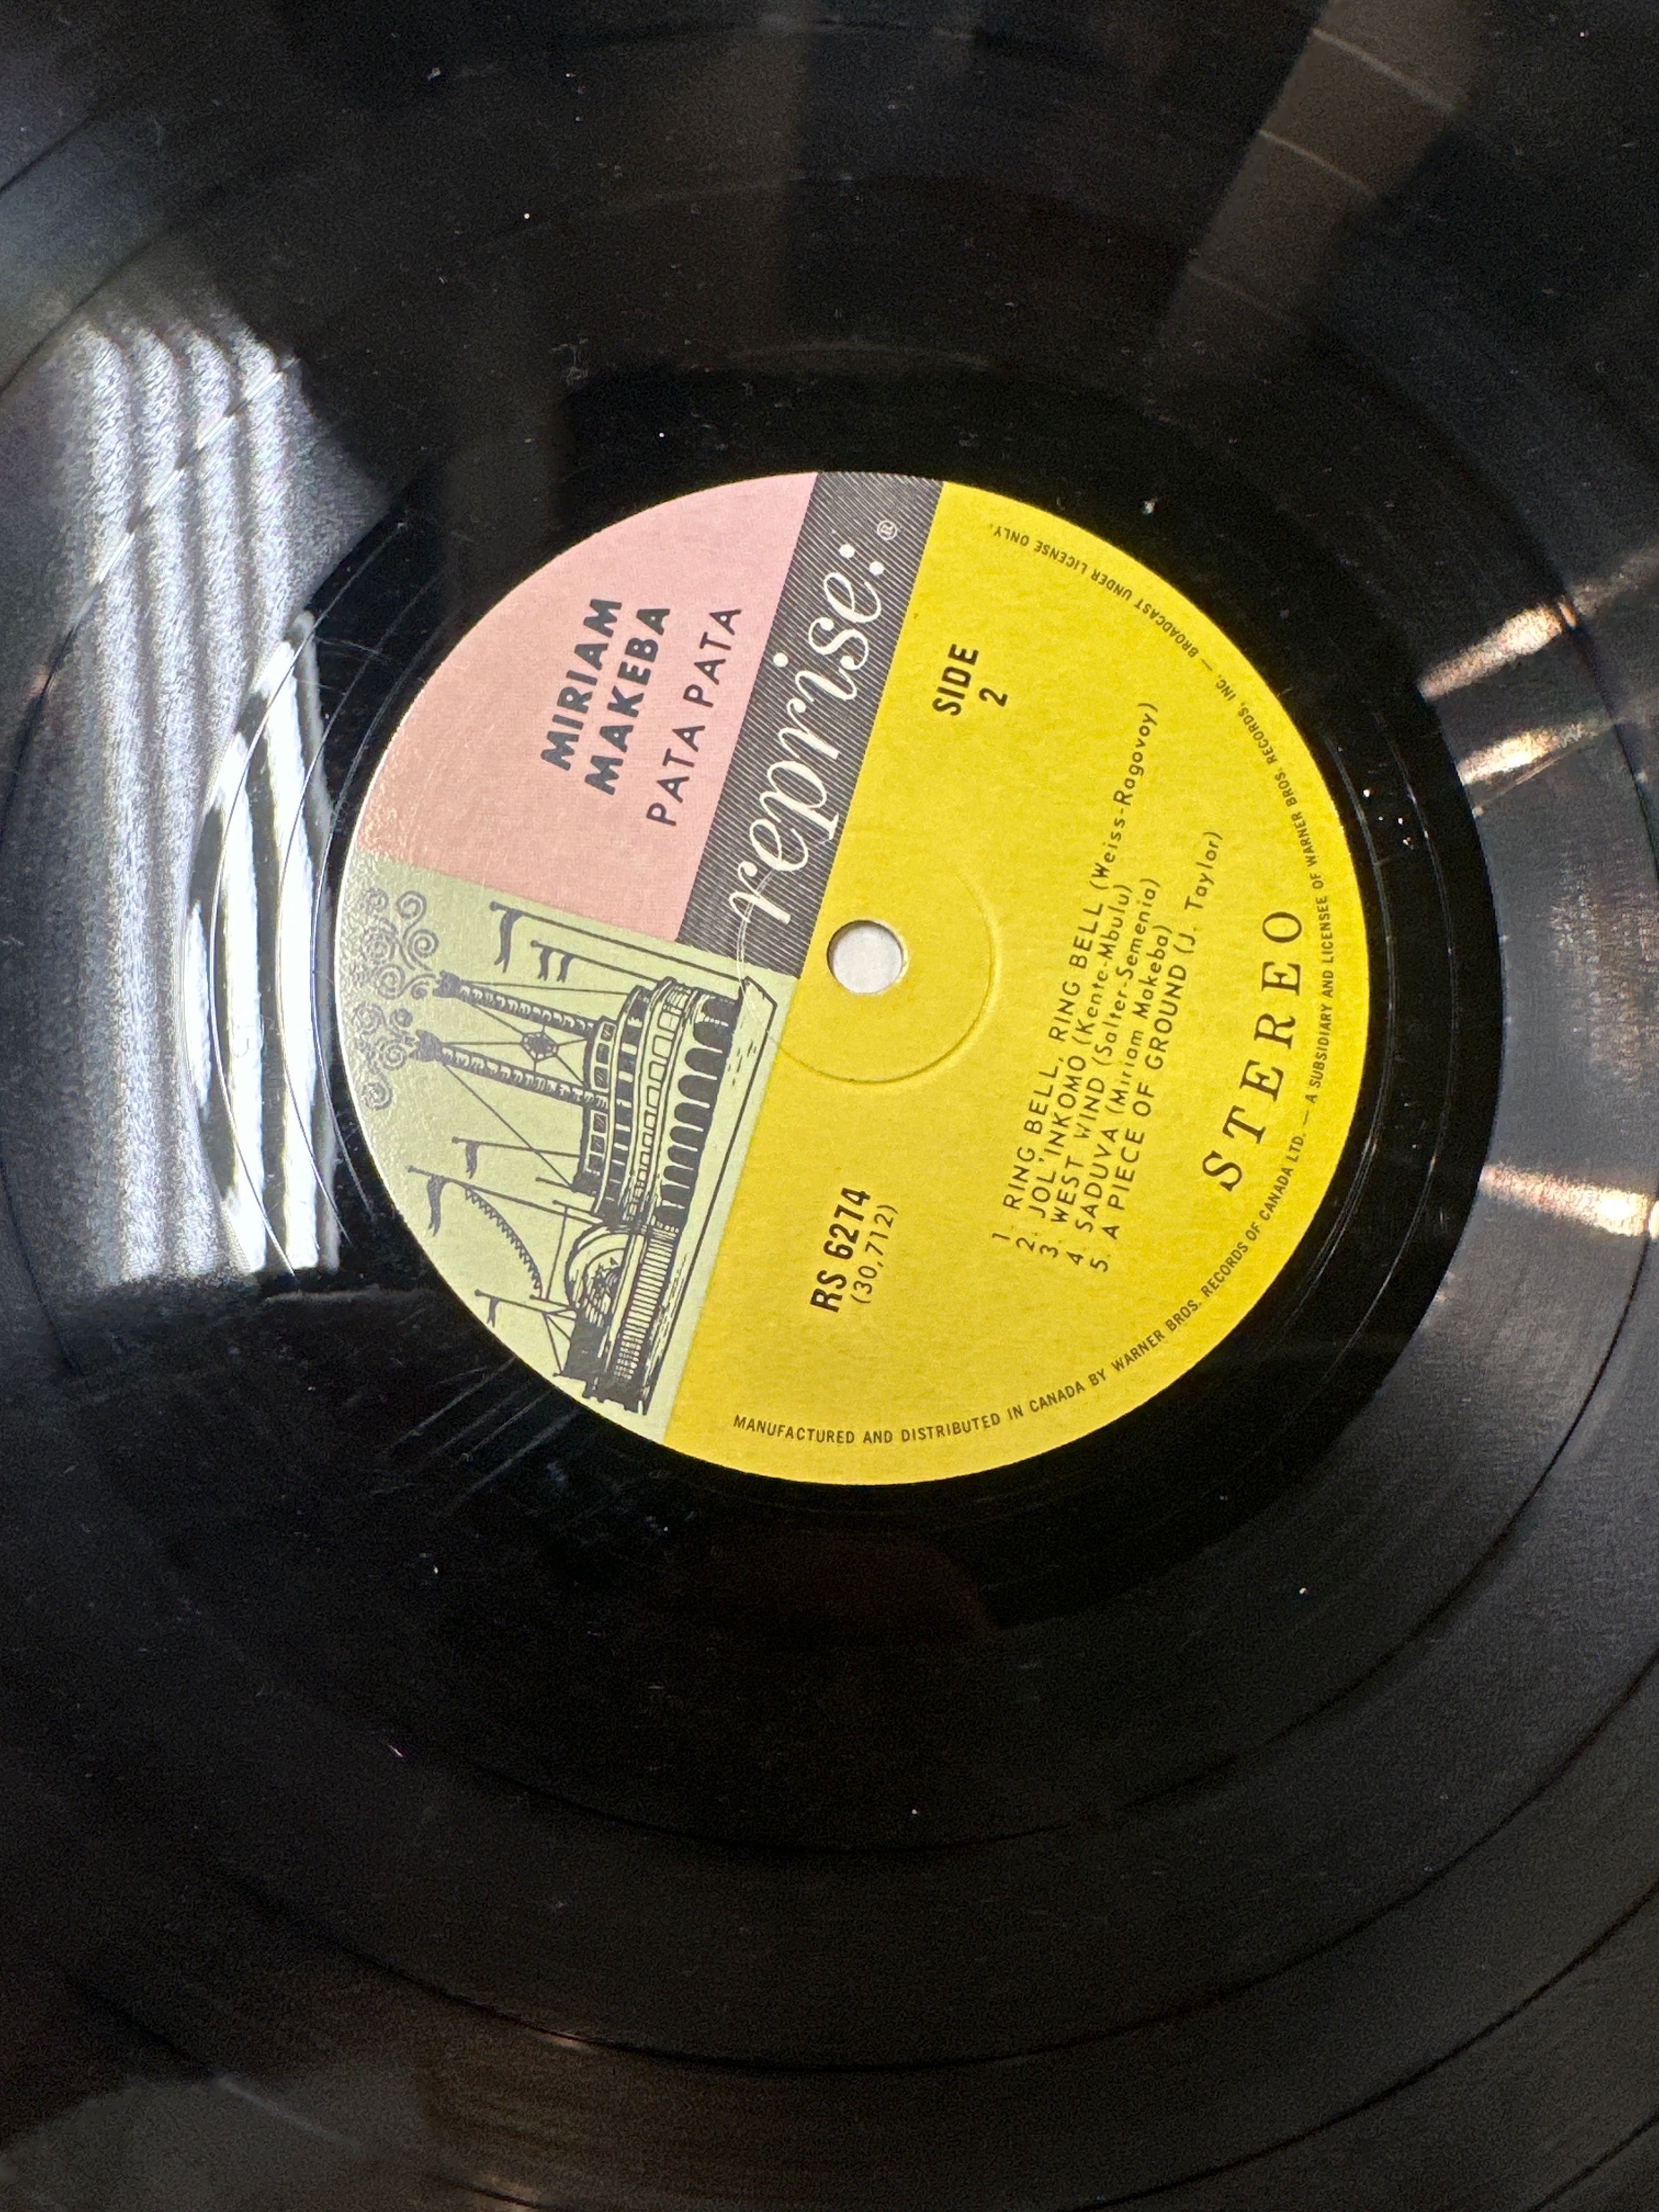 MIRIAM
MAKEBA
PATA PATA
reprise: ®
RS 6274
(30,712)
SIDE
2
1. RING BELL, RING BELL (Weiss-Ragovoy)
2. JOL'INKOMO (Kente-Mbulu)
3. WEST WIND (Salter-Semenia)
4. SADUVA (Miriam Makeba)
5. A PIECE OF GROUND (J. Taylor)
STEREO
MANUFACTURED AND DISTRIBUTED IN CANADA BY WARNER BROS. RECORDS OF CANADA LTD. — A SUBSIDIARY AND LICENSEE OF WARNER BROS. RECORDS, INC. — BROADCAST UNDER LICENSE ONLY.